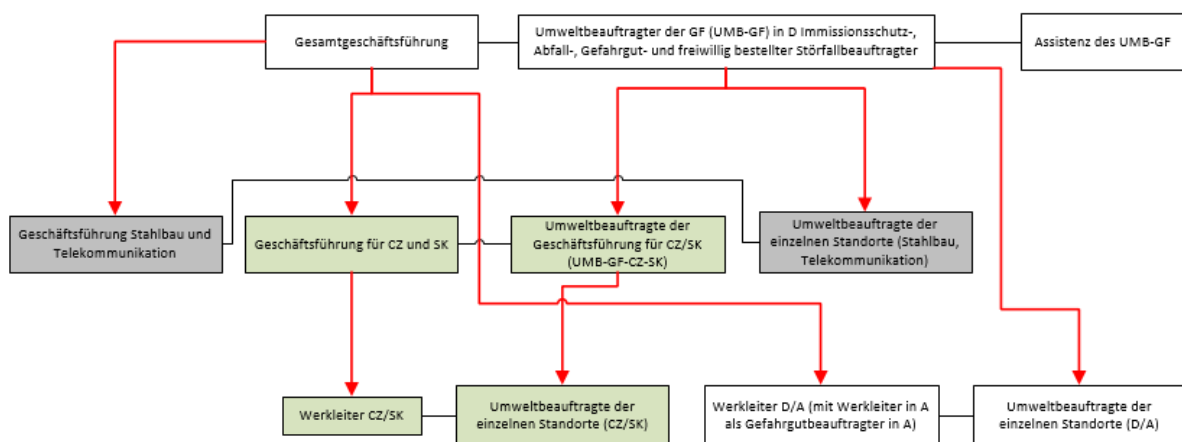 Gesamtgeschäftsführung
Umweltbeauftragter der GF (UMB-GF) in D Immissionsschutz-,
Abfall-, Gefahrgut- und freiwillig bestellter Störfallbeauftragter
Assistenz des UMB-GF
Geschäftsführung Stahlbau und
Telekommunikation
Geschäftsführung für CZ und SK
Umweltbeauftragte der
Geschäftsführung für CZ/SK
(UMB-GF-CZ-SK)
Umweltbeauftragte der
einzelnen Standorte (Stahlbau,
Telekommunikation)
Werkleiter CZ/SK
Umweltbeauftragte der
einzelnen Standorte (CZ/SK)
Werkleiter D/A (mit Werkleiter in A
als Gefahrgutbeauftragter in A)
Umweltbeauftragte der
einzelnen Standorte (D/A)